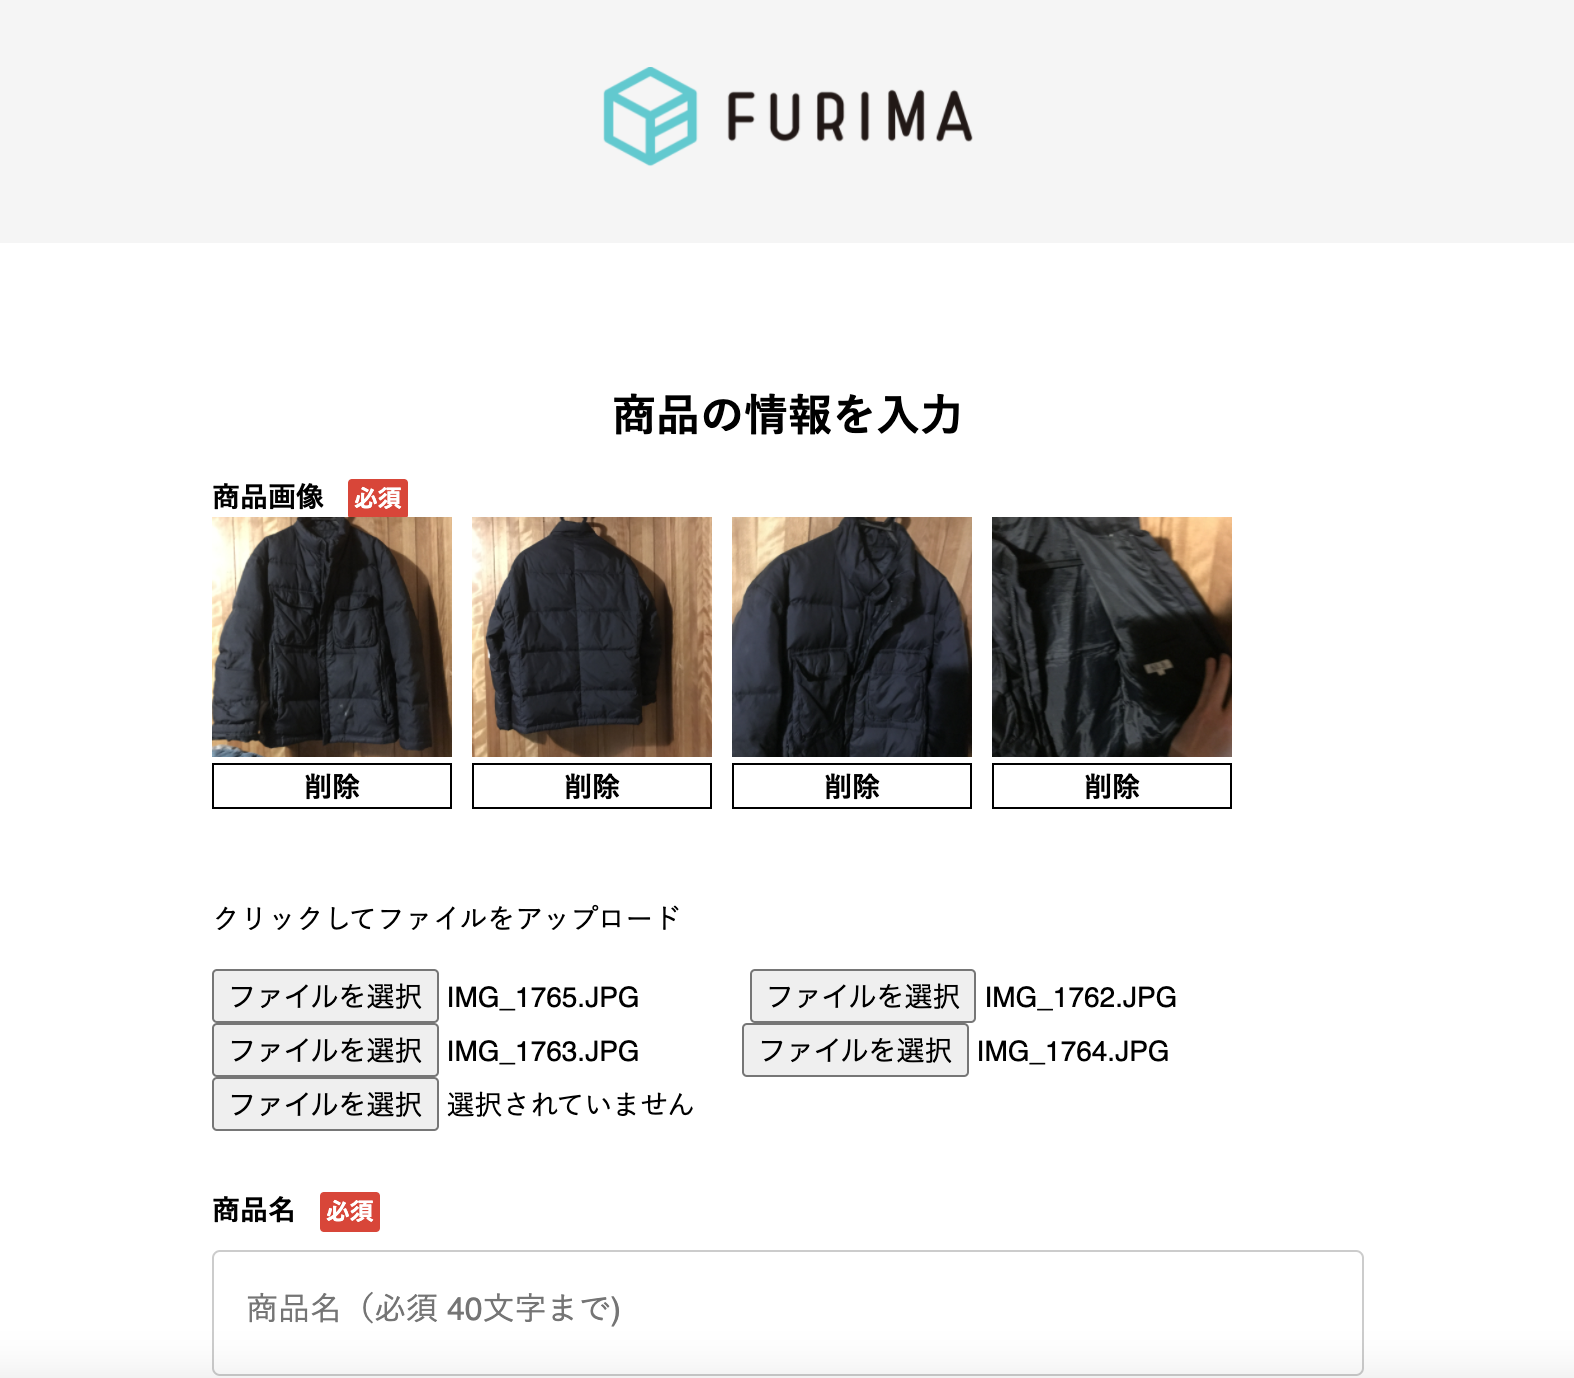 FURIMA
商品の情報を入力
商品画像 必須
削除 削除 削除 削除
クリックしてファイルをアップロード
ファイルを選択 IMG_1765.JPG ファイルを選択 IMG_1762.JPG
ファイルを選択 IMG_1763.JPG ファイルを選択 IMG_1764.JPG
ファイルを選択 選択されていません
商品名 必須
商品名（必須 40文字まで)